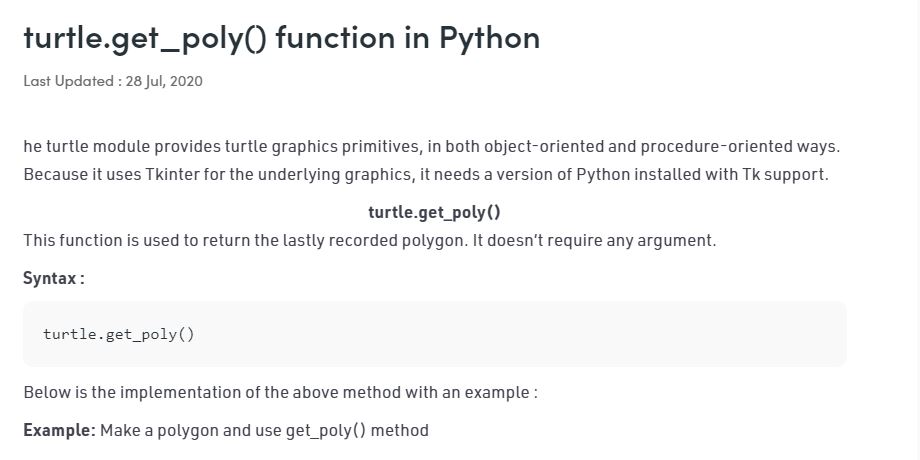 turtle.get_poly() function in Python
Last Updated : 28 Jul, 2020
he turtle module provides turtle graphics primitives, in both object-oriented and procedure-oriented ways.
Because it uses Tkinter for the underlying graphics, it needs a version of Python installed with Tk support.
turtle.get_poly()
This function is used to return the lastly recorded polygon. It doesn’t require any argument.
Syntax :
turtle.get_poly()
Below is the implementation of the above method with an example :
Example: Make a polygon and use get_poly() method